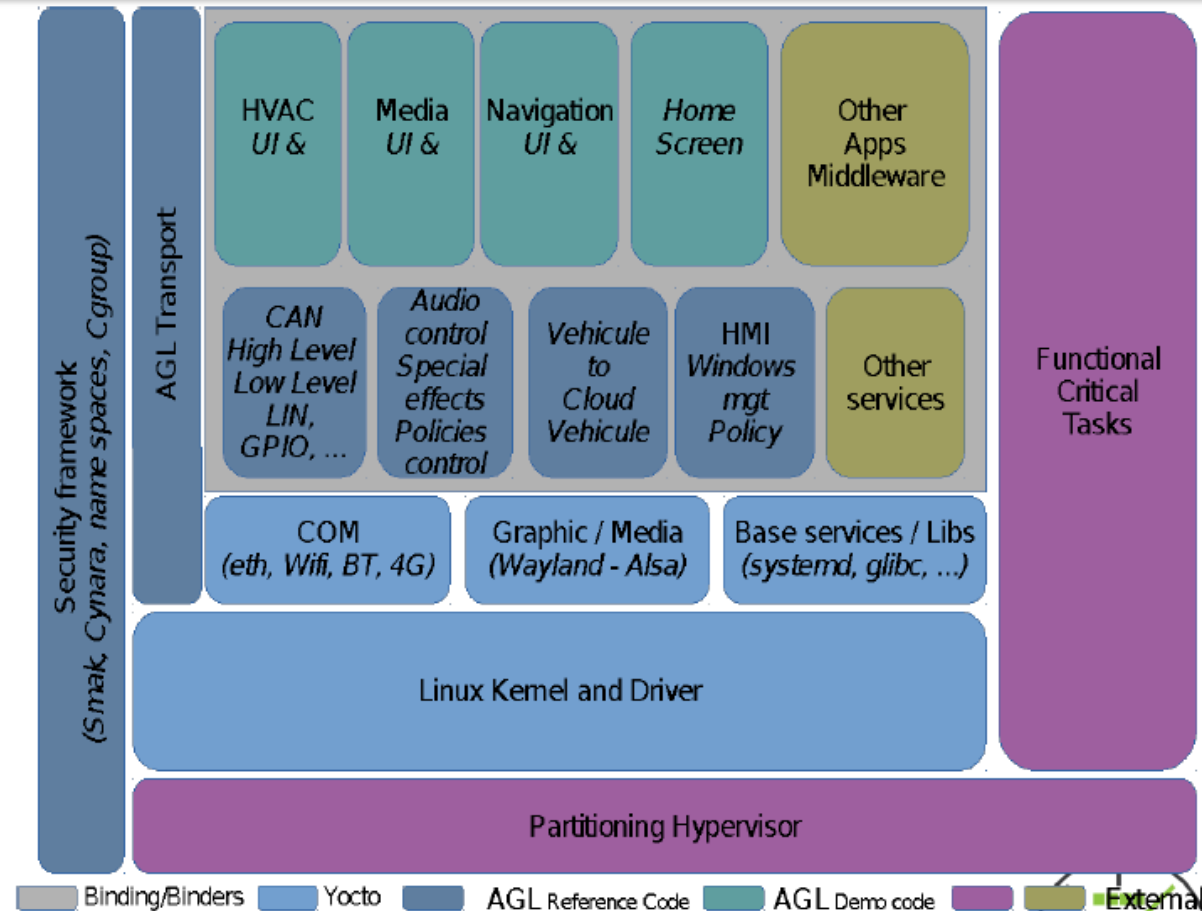 Security framework
(Smak, Cynara, name spaces, Cgroup)
AGL Transport
HVAC
UI &
Media
UI &
Navigation
UI &
Home
Screen
Other
Apps
Middleware
CAN
High Level
Low Level
LIN,
GPIO, ...
Audio
control
Special
effects
Policies
control
Vehicule
to
Cloud
Vehicule
HMI
Windows
mgt
Policy
Other
services
Functional
Critical
Tasks
COM
(eth, Wifi, BT, 4G)
Graphic / Media
(Wayland - Alsa)
Base services / Libs
(systemd, glibc, ...)
Linux Kernel and Driver
Partitioning Hypervisor
Binding/Binders
Yocto
AGL Reference Code
AGL Demo code
External